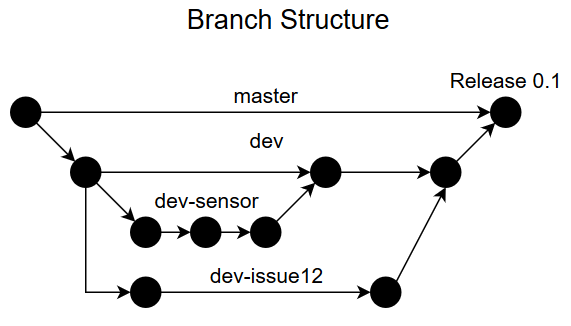 Branch Structure
Release 0.1
master
dev
dev-sensor
dev-issue12